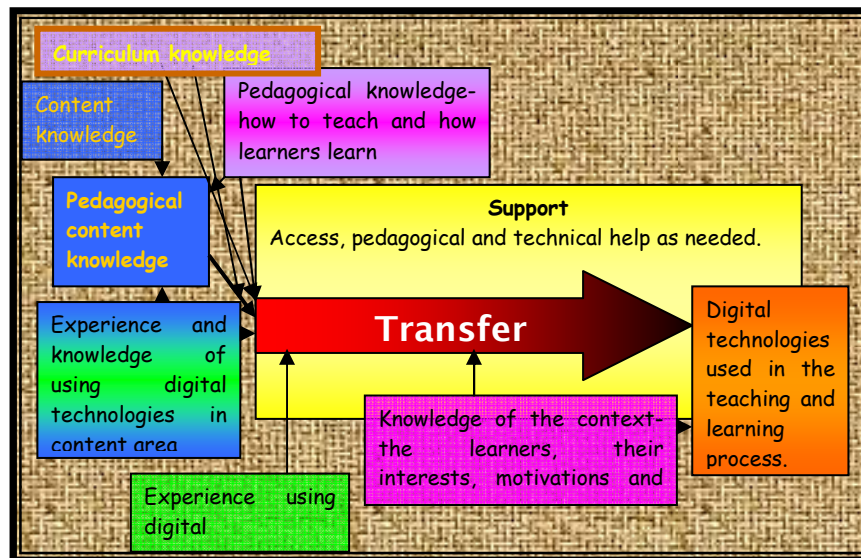 Curriculum knowledge
Content
knowledge
Pedagogical knowledge-
how to teach and how
learners learn
Pedagogical
content
knowledge
Support
Access, pedagogical and technical help as needed.
Transfer
Experience and
knowledge of
using digital
technologies in
content area
Digital
technologies
used in the
teaching and
learning
process.
Knowledge of the context-
the learners, their
interests, motivations and
Experience using
digital